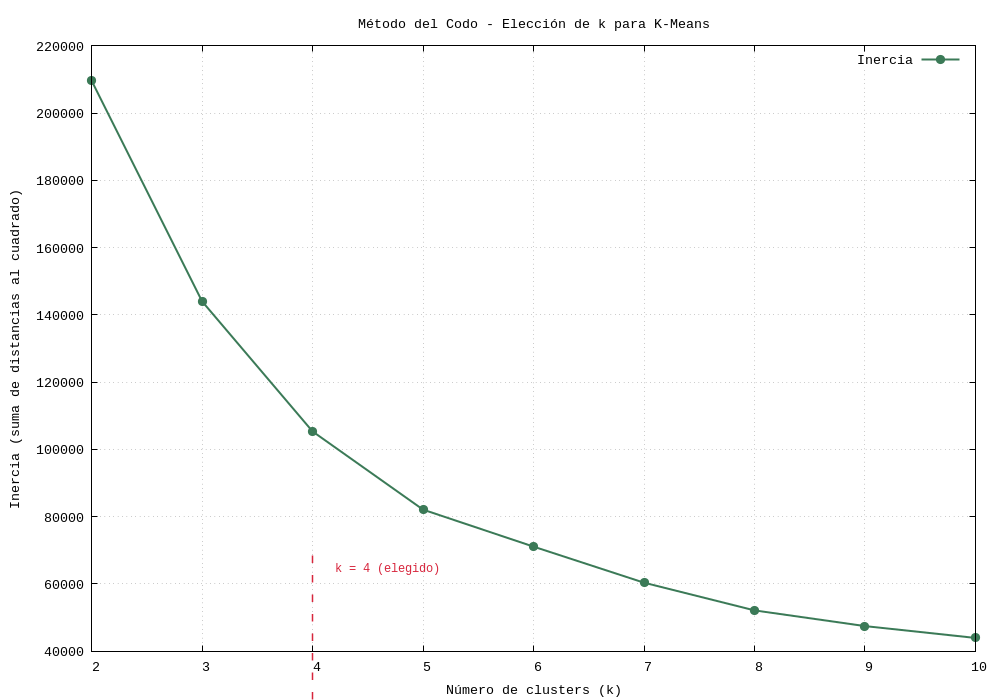 Método del Codo - Elección de k para K-Means
220000
200000
180000
160000
140000
120000
100000
80000
60000
40000
Inercia (suma de distancias al cuadrado)
Inercia
k = 4 (elegido)
2 3 4 5 6 7 8 9 10
Número de clusters (k)